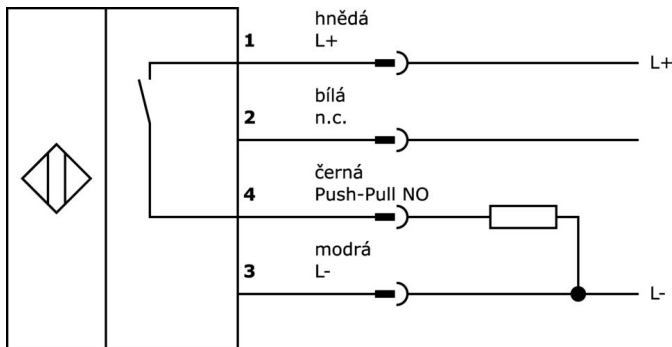 hnědá
1 L+ L+
bílá
2 n.c.
černá
4 Push-Pull NO
modrá
3 L- L-